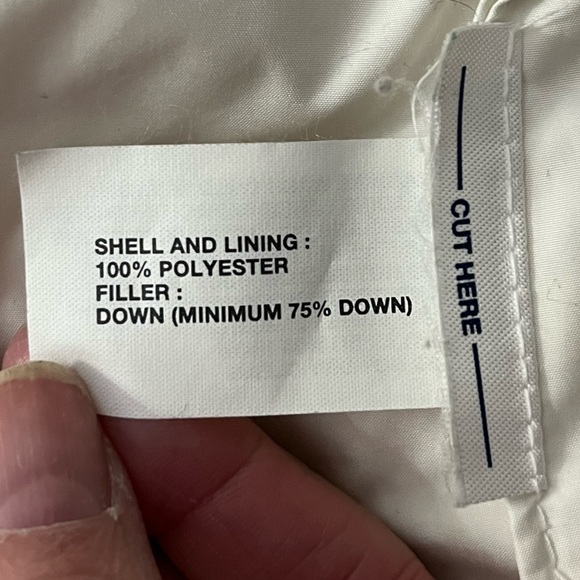 SHELL AND LINING :
100% POLYESTER
FILLER :
DOWN (MINIMUM 75% DOWN)
CUT HERE